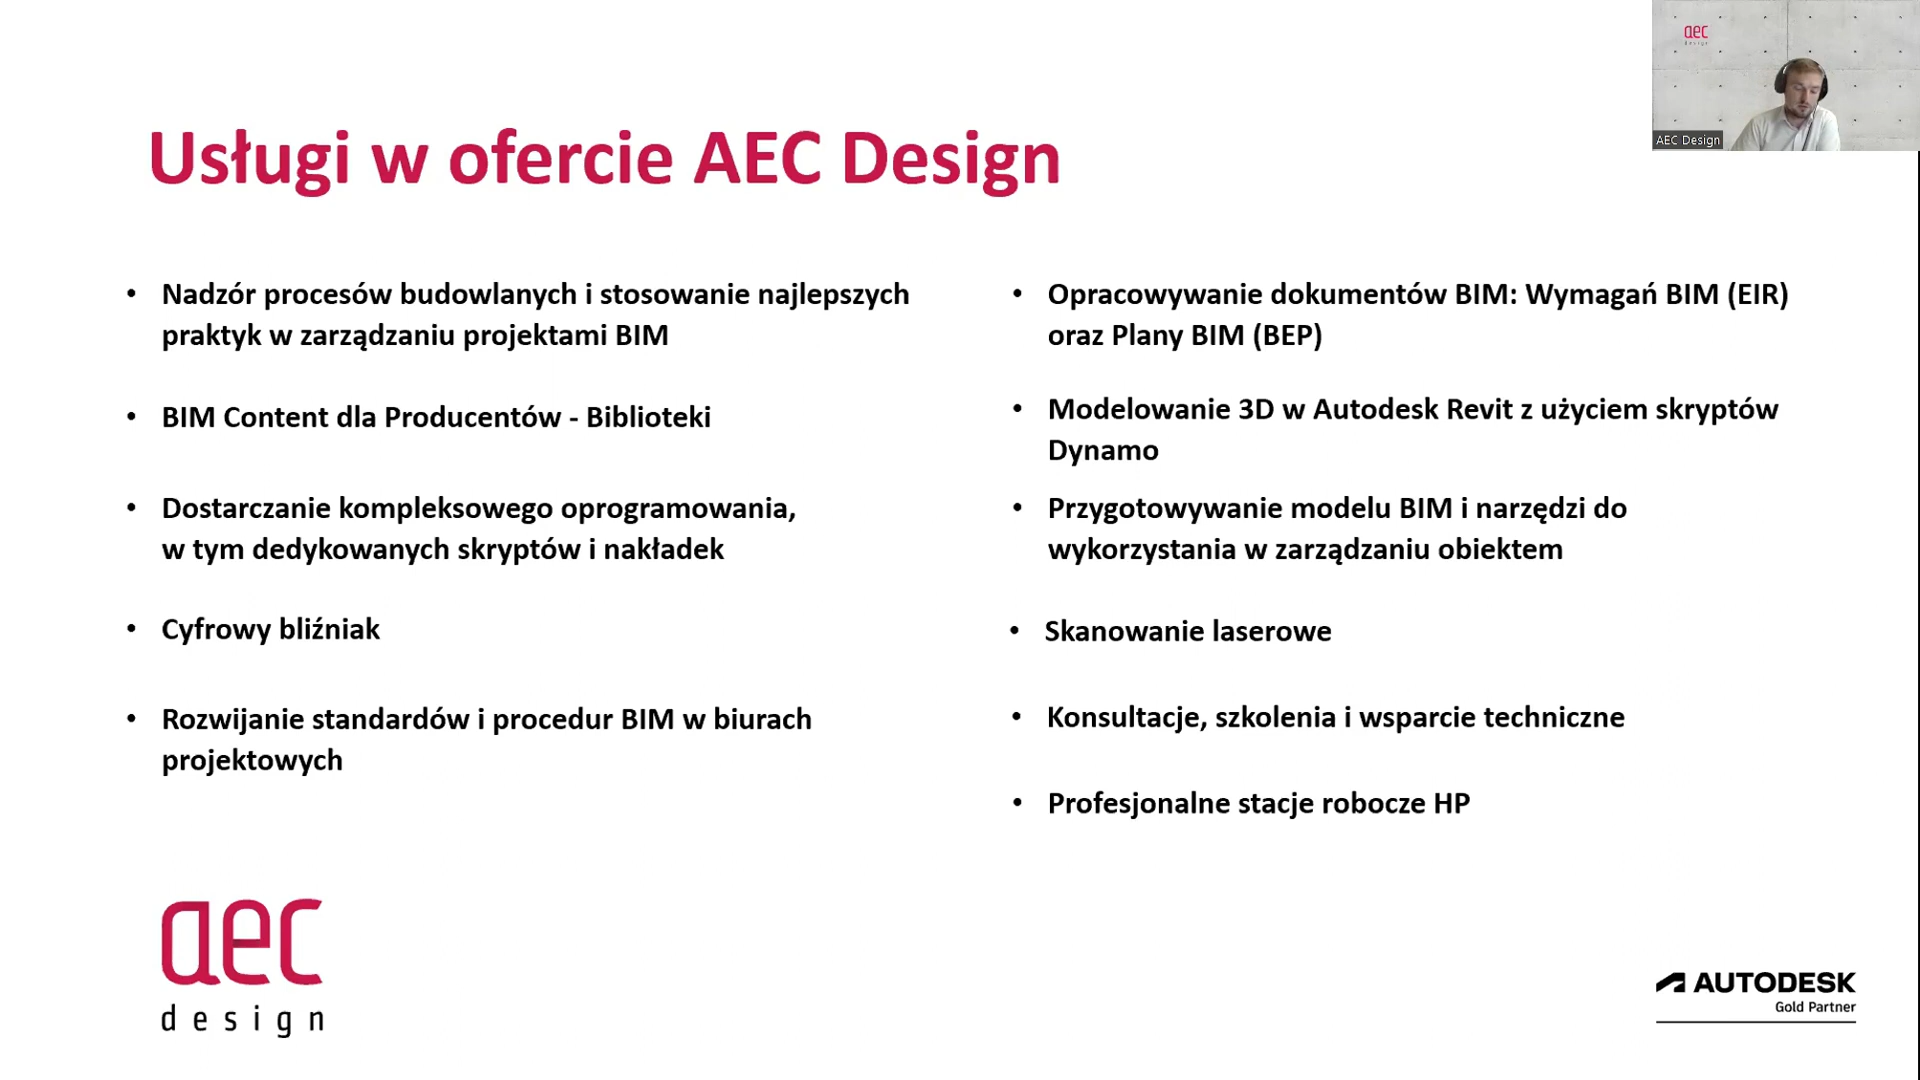 aec
design
AEC Design
Usługi w ofercie AEC Design
• Nadzór procesów budowlanych i stosowanie najlepszych
praktyk w zarządzaniu projektami BIM
• BIM Content dla Producentów - Biblioteki
• Dostarczanie kompleksowego oprogramowania,
w tym dedykowanych skryptów i nakładek
• Cyfrowy bliźniak
• Rozwijanie standardów i procedur BIM w biurach
projektowych
• Opracowywanie dokumentów BIM: Wymagań BIM (EIR)
oraz Plany BIM (BEP)
• Modelowanie 3D w Autodesk Revit z użyciem skryptów
Dynamo
• Przygotowywanie modelu BIM i narzędzi do
wykorzystania w zarządzaniu obiektem
• Skanowanie laserowe
• Konsultacje, szkolenia i wsparcie techniczne
• Profesjonalne stacje robocze HP
aec
design
AUTODESK
Gold Partner